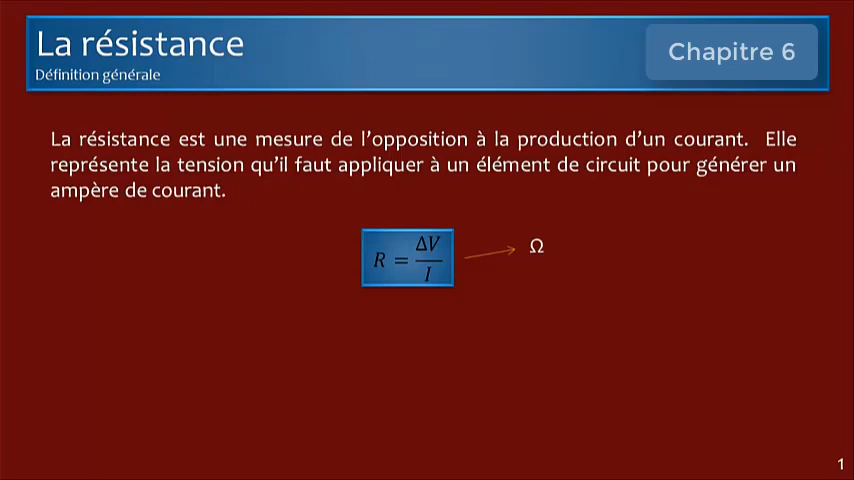 La résistance
Définition générale
Chapitre 6
La résistance est une mesure de l'opposition à la production d'un courant. Elle
représente la tension qu'il faut appliquer à un élément de circuit pour générer un
ampère de courant.
R = ΔV / I
Ω
1